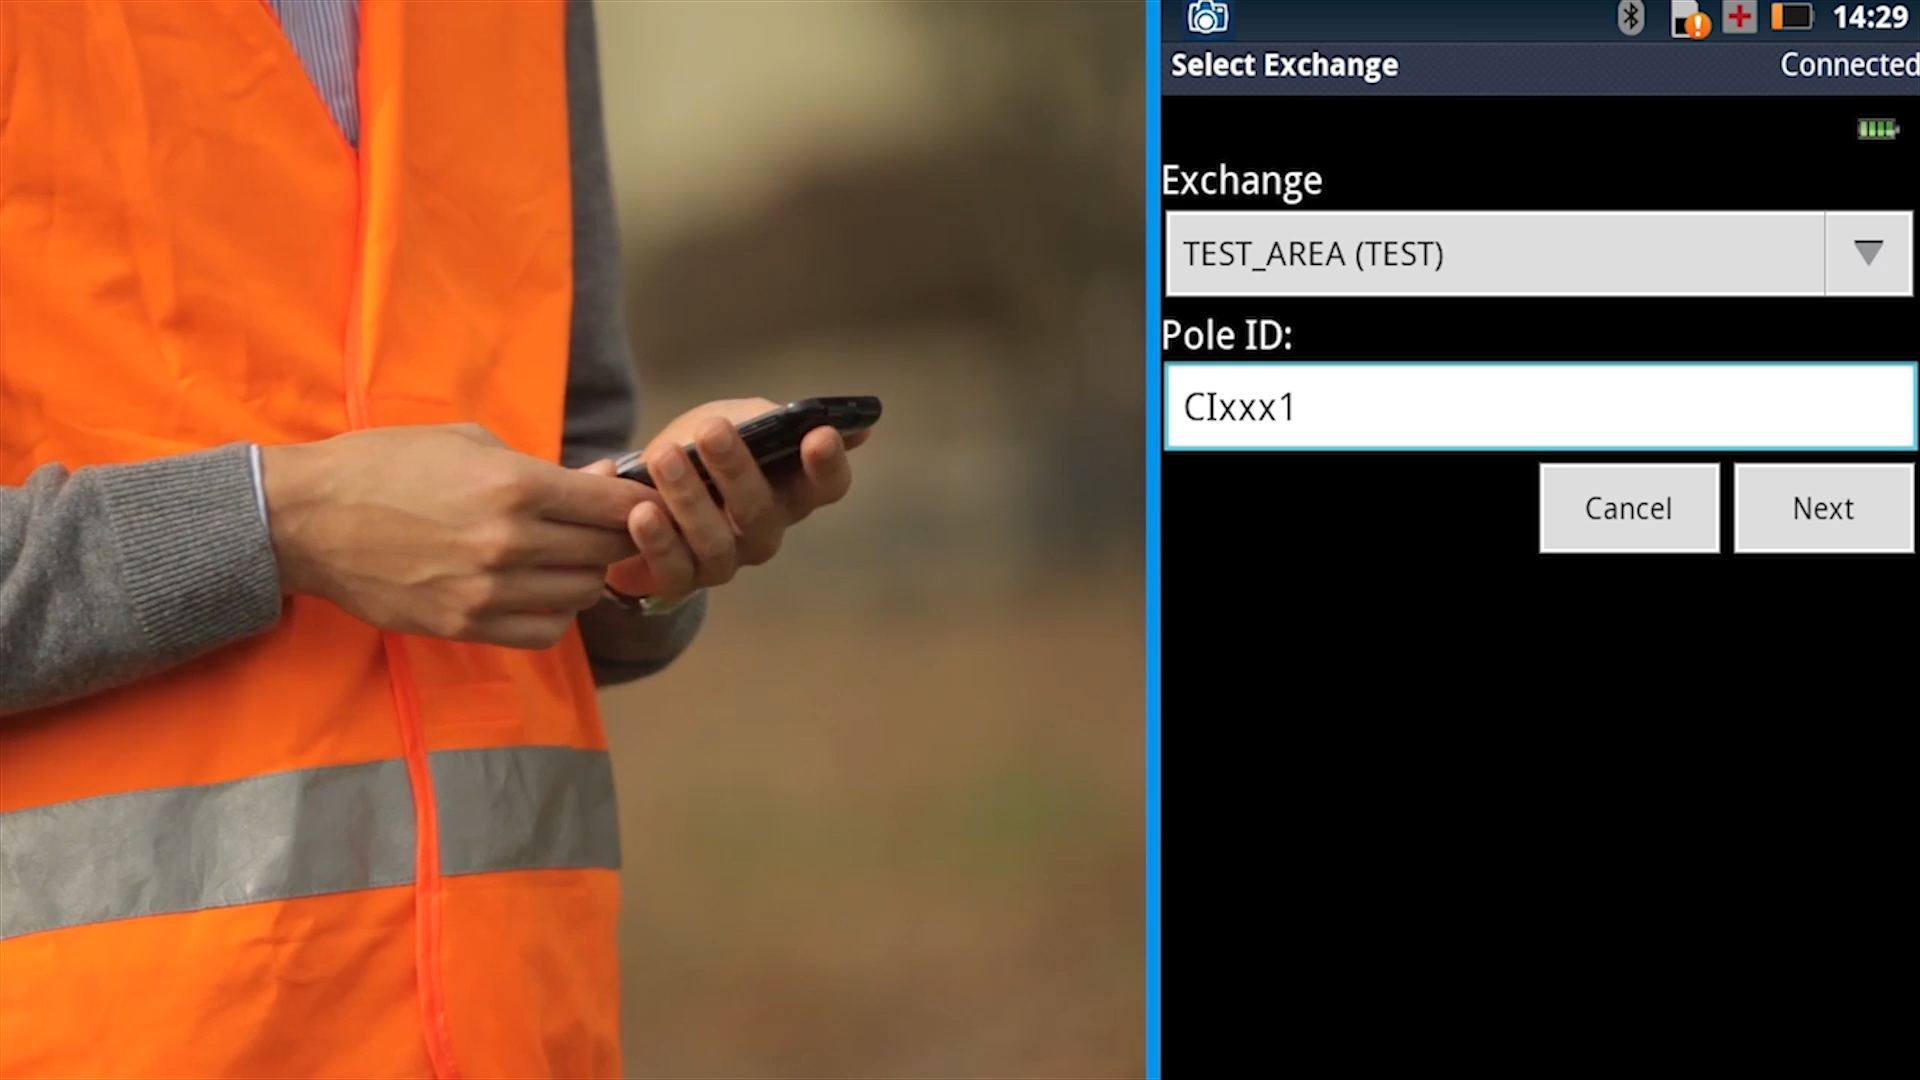 14:29
Select Exchange
Connected
Exchange
TEST_AREA (TEST)
Pole ID:
CIxxx1
Cancel
Next